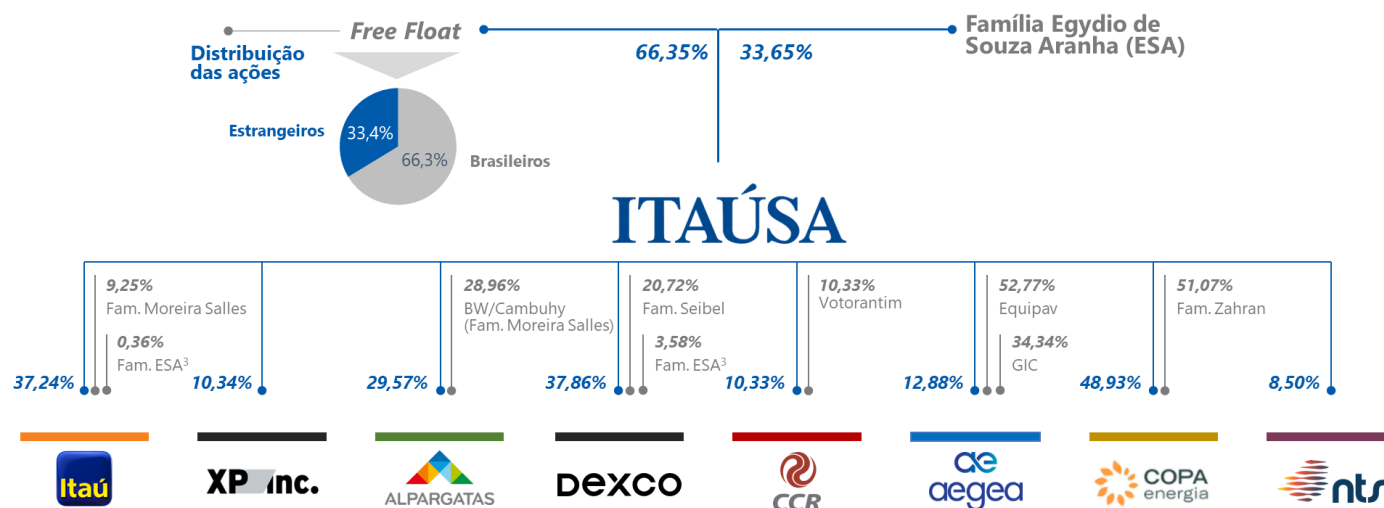 Free Float
Distribuição
das ações
66,35%
33,65%
Família Egydio de
Souza Aranha (ESA)
Estrangeiros
33,4%
66,3%
Brasileiros
ITAÚSA
9,25%
Fam. Moreira Salles
0,36%
Fam. ESA³
37,24%
10,34%
28,96%
BW/Cambuhy
(Fam. Moreira Salles)
29,57%
20,72%
Fam. Seibel
3,58%
Fam. ESA³
37,86%
10,33%
Votorantim
10,33%
52,77%
Equipav
34,34%
GIC
12,88%
51,07%
Fam. Zahran
48,93%
8,50%
Itaú
XP inc.
ALPARGATAS
Dexco
CCR
ae
aegea
COPA
energia
nts